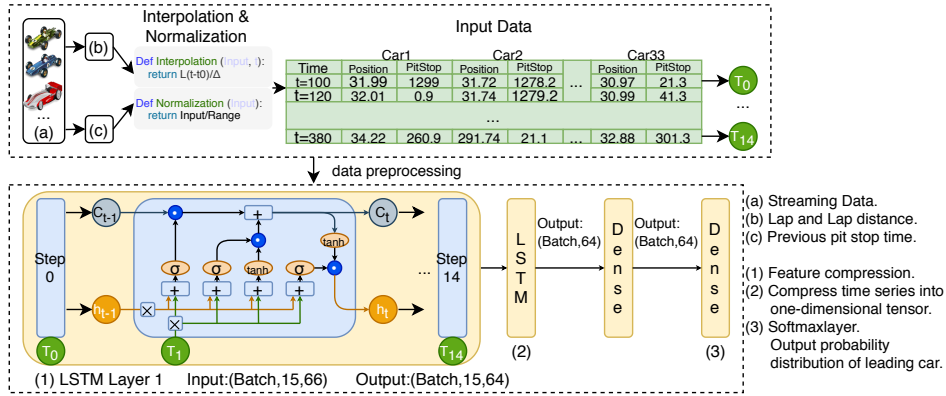 Interpolation &
Normalization
Input Data
(b)
Def Interpolation (Input, t):
return L(t-t0)/Δ
(c)
Def Normalization (Input):
return Input/Range
...
(a)
Car1 Car2 Car33
Time Position PitStop Position PitStop Position PitStop
t=100 31.99 1299 31.72 1278.2 ... 30.97 21.3
t=120 32.01 0.9 31.74 1279.2 30.99 41.3
...
t=380 34.22 260.9 291.74 21.1 ... 32.88 301.3
T0
...
T14
data preprocessing
Step
0
Ct-1
ht-1
T0
σ σ tanh σ
+ + + +
+
tanh
×
×
T1
Ct
ht
...
Step
14
T14
LSTM
(2)
Output:
(Batch,64)
Dense
Output:
(Batch,64)
Dense
(3)
(1) LSTM Layer 1 Input:(Batch,15,66) Output:(Batch,15,64)
(a) Streaming Data.
(b) Lap and Lap distance.
(c) Previous pit stop time.
(1) Feature compression.
(2) Compress time series into
one-dimensional tensor.
(3) Softmaxlayer.
Output probability
distribution of leading car.